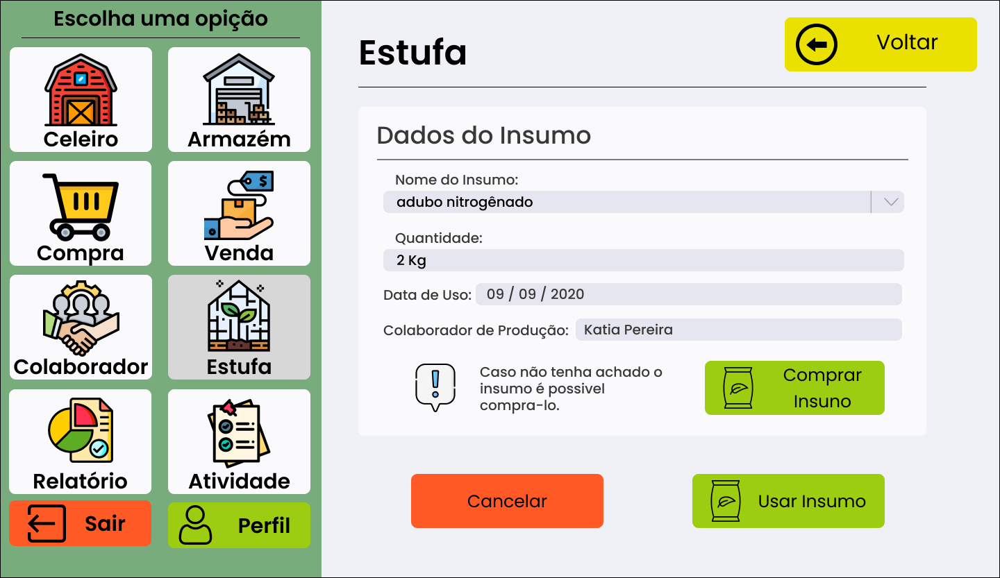 Escolha uma opição
Celeiro
Armazém
Compra
Venda
Colaborador
Estufa
Relatório
Atividade
Sair
Perfil
Estufa
Voltar
Dados do Insumo
Nome do Insumo:
adubo nitrogênado
Quantidade:
2 Kg
Data de Uso: 09 / 09 / 2020
Colaborador de Produção: Katia Pereira
Caso não tenha achado o
insumo é possivel
compra-lo.
Comprar
Insuno
Cancelar
Usar Insumo